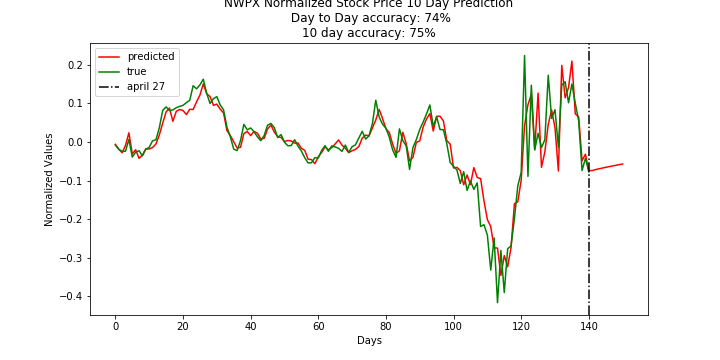 NWPX Normalized Stock Price 10 Day Prediction
Day to Day accuracy: 74%
10 day accuracy: 75%
predicted
true
april 27
Normalized Values
0.2
0.1
0.0
−0.1
−0.2
−0.3
−0.4
0
20
40
60
80
100
120
140
Days